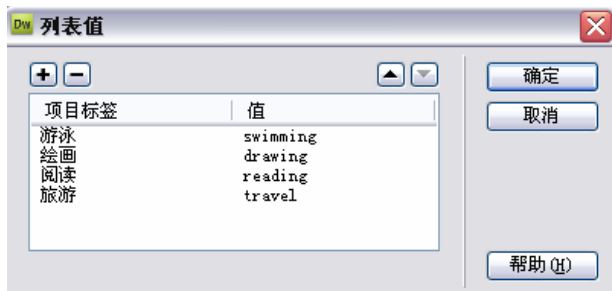 Dw 列表值
确定
取消
项目标签 值
游泳 swimming
绘画 drawing
阅读 reading
旅游 travel
帮助(H)